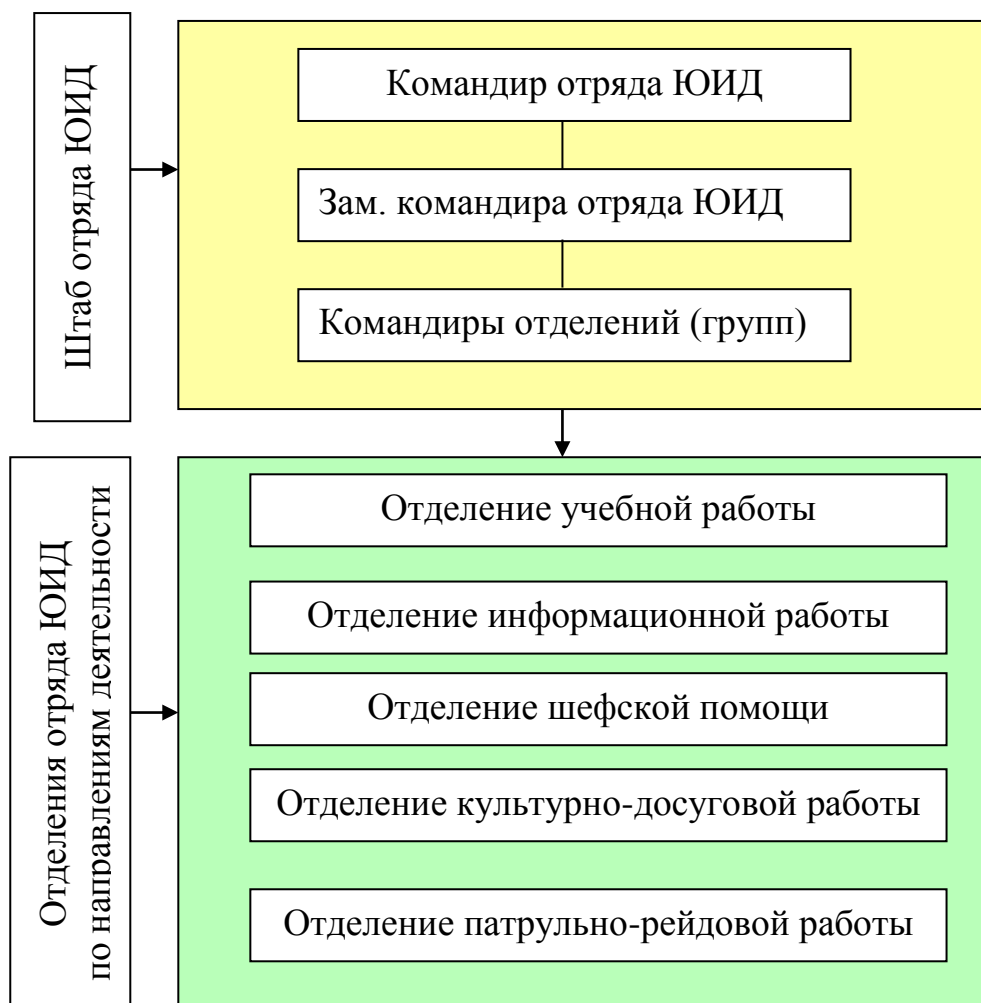 Штаб отряда ЮИД
Командир отряда ЮИД
Зам. командира отряда ЮИД
Командиры отделений (групп)
Отделения отряда ЮИД
по направлениям деятельности
Отделение учебной работы
Отделение информационной работы
Отделение шефской помощи
Отделение культурно-досуговой работы
Отделение патрульно-рейдовой работы